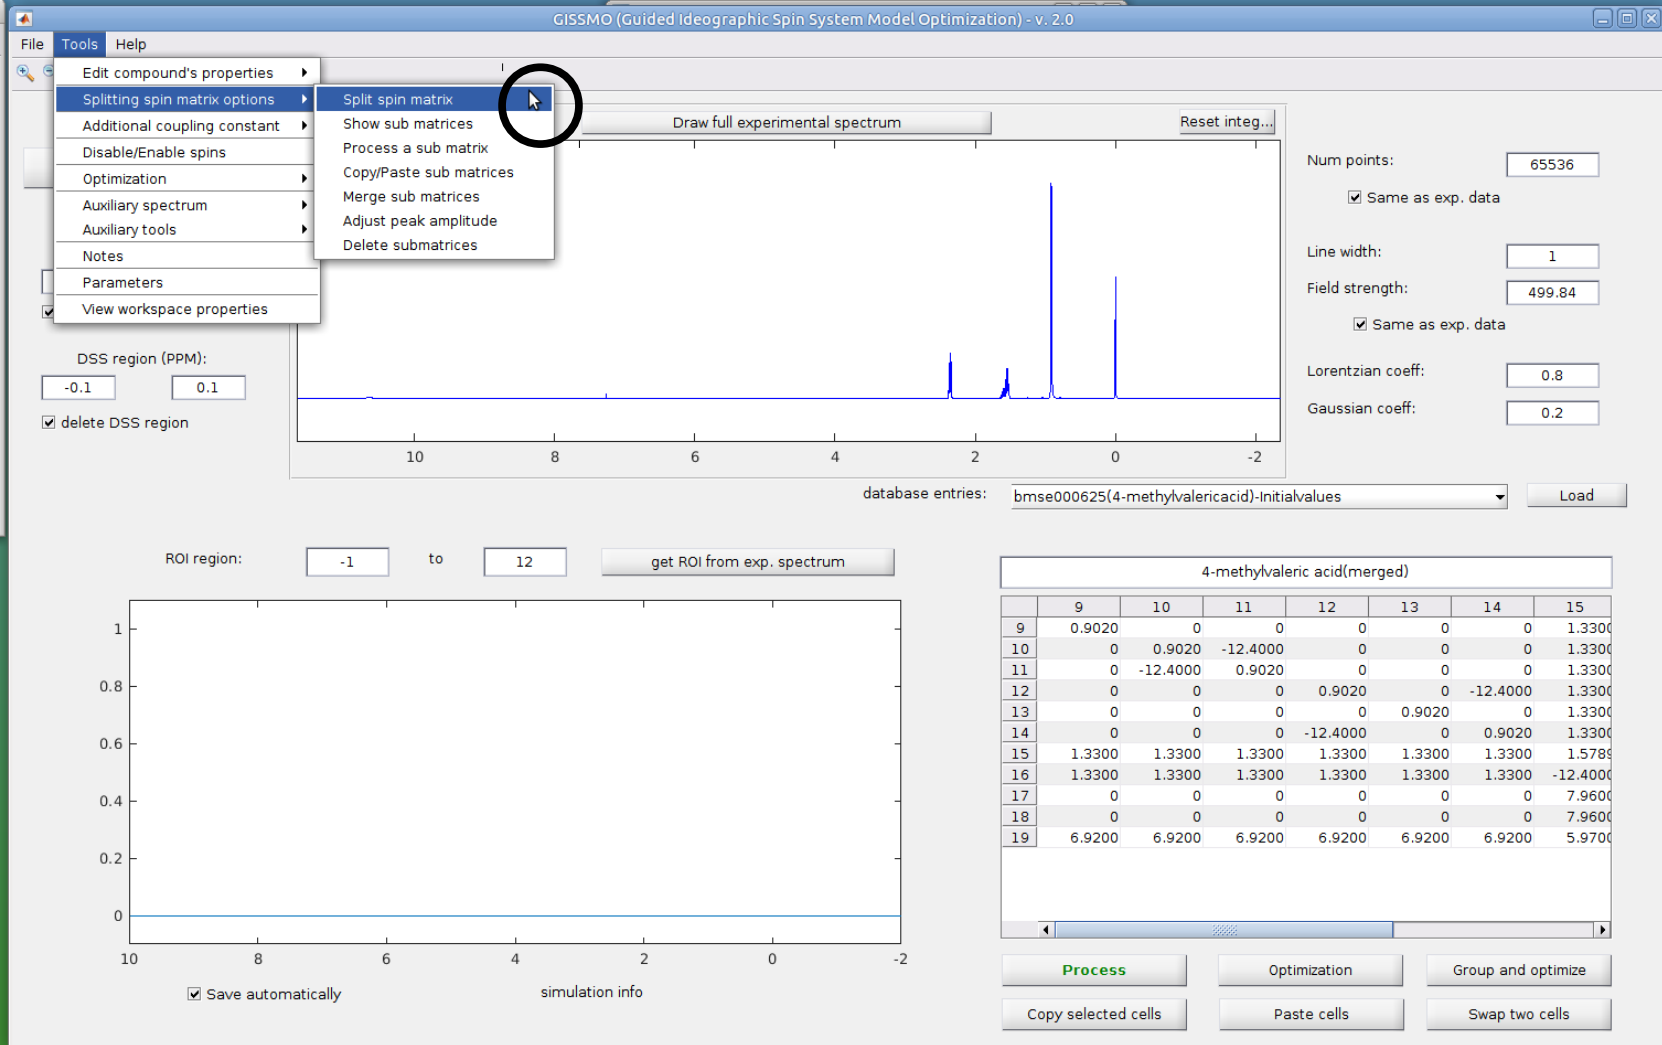 GISSMO (Guided Ideographic Spin System Model Optimization) - v. 2.0
File Tools Help
Edit compound's properties
Splitting spin matrix options
Additional coupling constant
Disable/Enable spins
Optimization
Auxiliary spectrum
Auxiliary tools
Notes
Parameters
View workspace properties
Split spin matrix
Show sub matrices
Process a sub matrix
Copy/Paste sub matrices
Merge sub matrices
Adjust peak amplitude
Delete submatrices
Draw full experimental spectrum
Reset integ...
10 8 6 4 2 0 -2
Num points: 65536
Same as exp. data
Line width: 1
Field strength: 499.84
Same as exp. data
Lorentzian coeff: 0.8
Gaussian coeff: 0.2
DSS region (PPM):
-0.1 0.1
delete DSS region
database entries: bmse000625(4-methylvalericacid)-Initialvalues Load
ROI region: -1 to 12 get ROI from exp. spectrum
1
0.8
0.6
0.4
0.2
0
10 8 6 4 2 0 -2
Save automatically simulation info
4-methylvaleric acid(merged)
9 10 11 12 13 14 15
9 0.9020 0 0 0 0 0 1.330
10 0 0.9020 -12.4000 0 0 0 1.330
11 0 -12.4000 0.9020 0 0 0 1.330
12 0 0 0 0.9020 0 -12.4000 1.330
13 0 0 0 0 0.9020 0 1.330
14 0 0 0 -12.4000 0 0.9020 1.330
15 1.3300 1.3300 1.3300 1.3300 1.3300 1.3300 1.578
16 1.3300 1.3300 1.3300 1.3300 1.3300 1.3300 -12.400
17 0 0 0 0 0 0 7.960
18 0 0 0 0 0 0 7.960
19 6.9200 6.9200 6.9200 6.9200 6.9200 6.9200 5.970
Process Optimization Group and optimize
Copy selected cells Paste cells Swap two cells